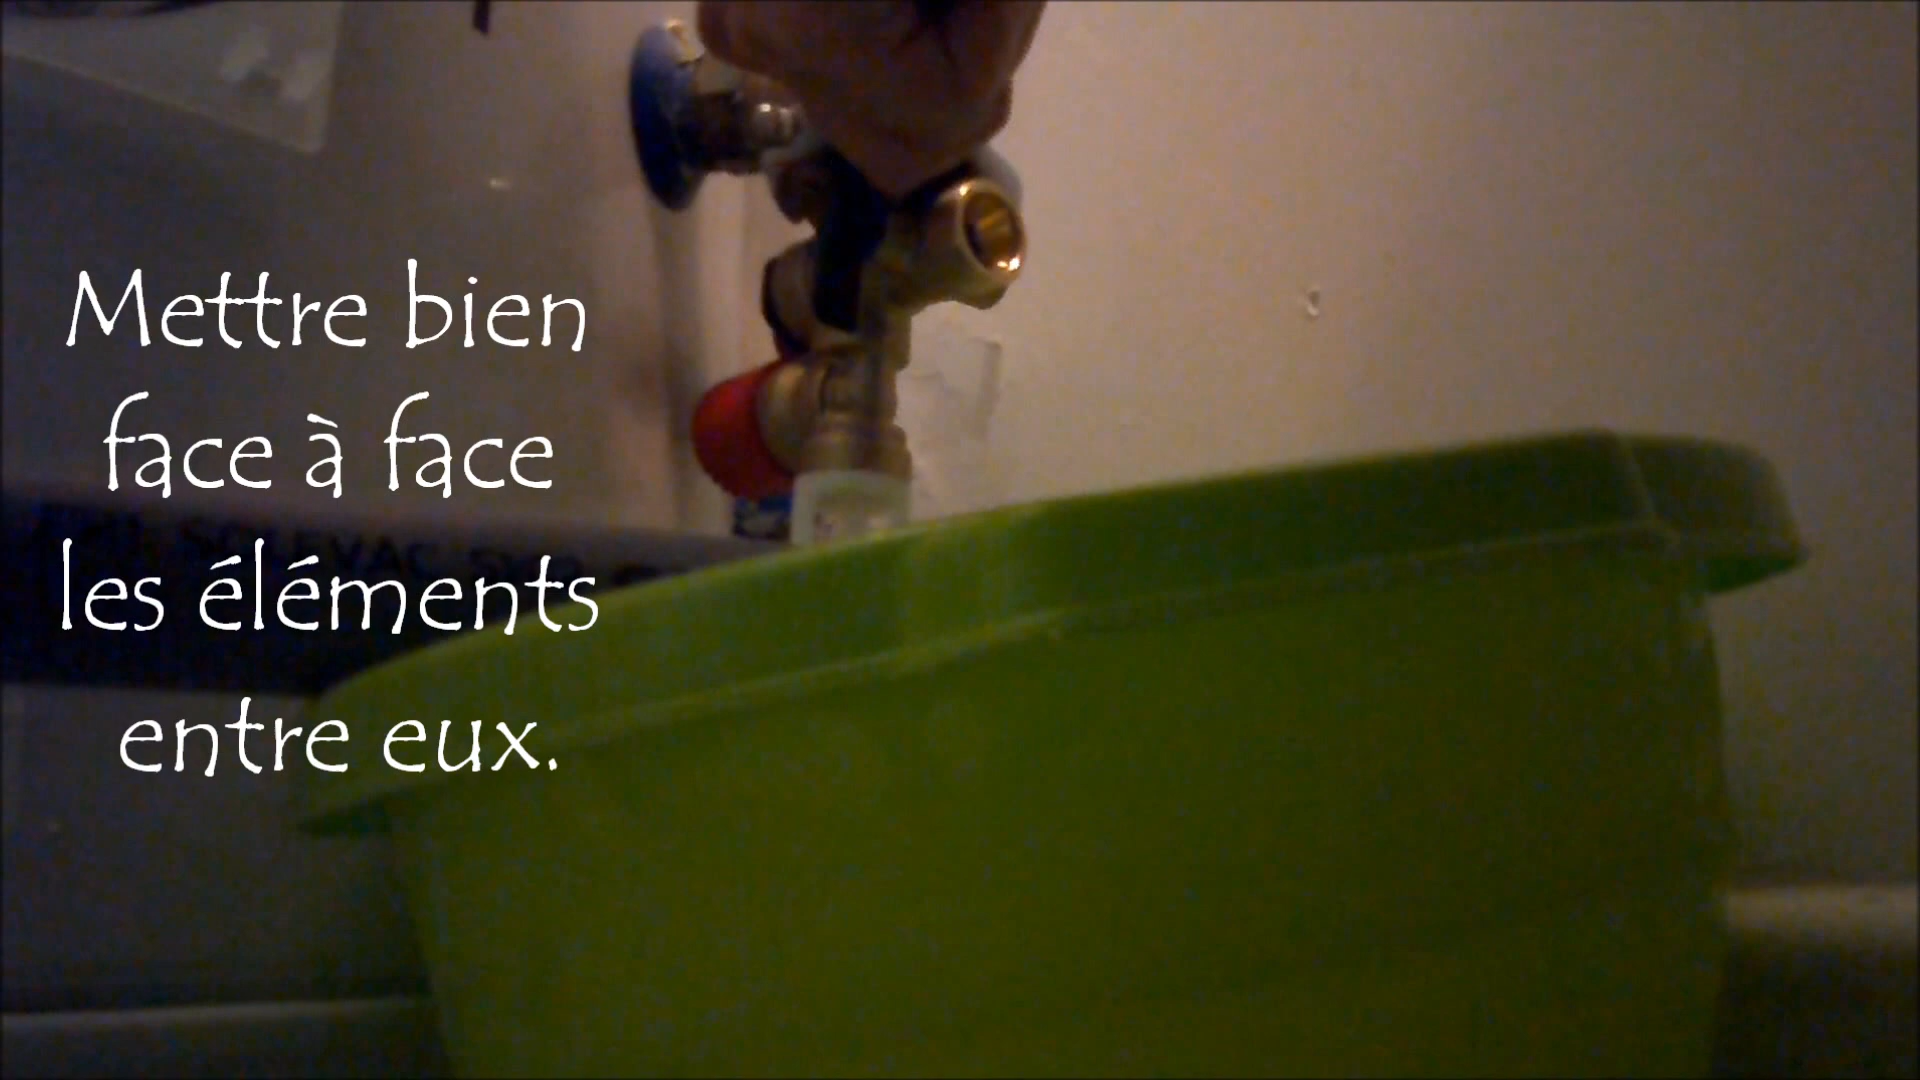 Mettre bien
face à face
les éléments
entre eux.